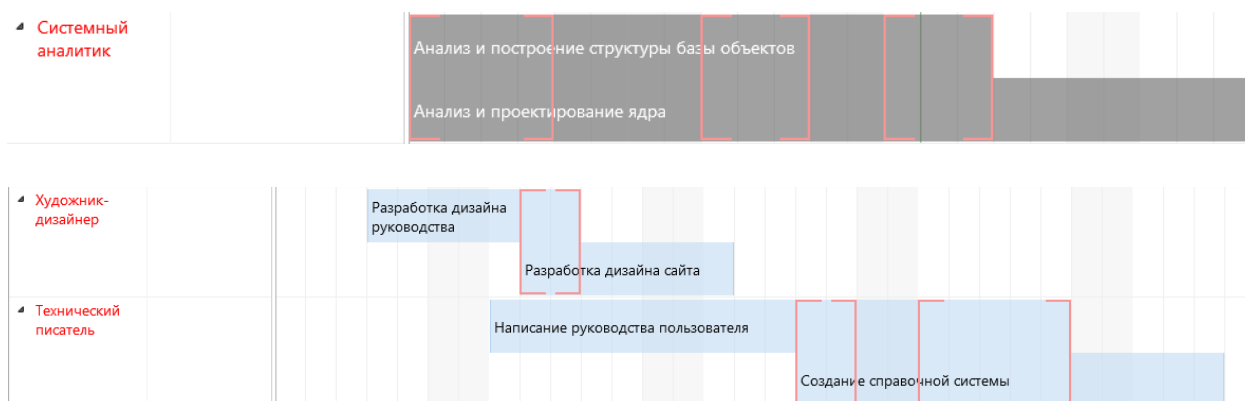 Системный
аналитик
Анализ и построение структуры базы объектов
Анализ и проектирование ядра
Художник-
дизайнер
Разработка дизайна
руководства
Разработка дизайна сайта
Технический
писатель
Написание руководства пользователя
Создание справочной системы